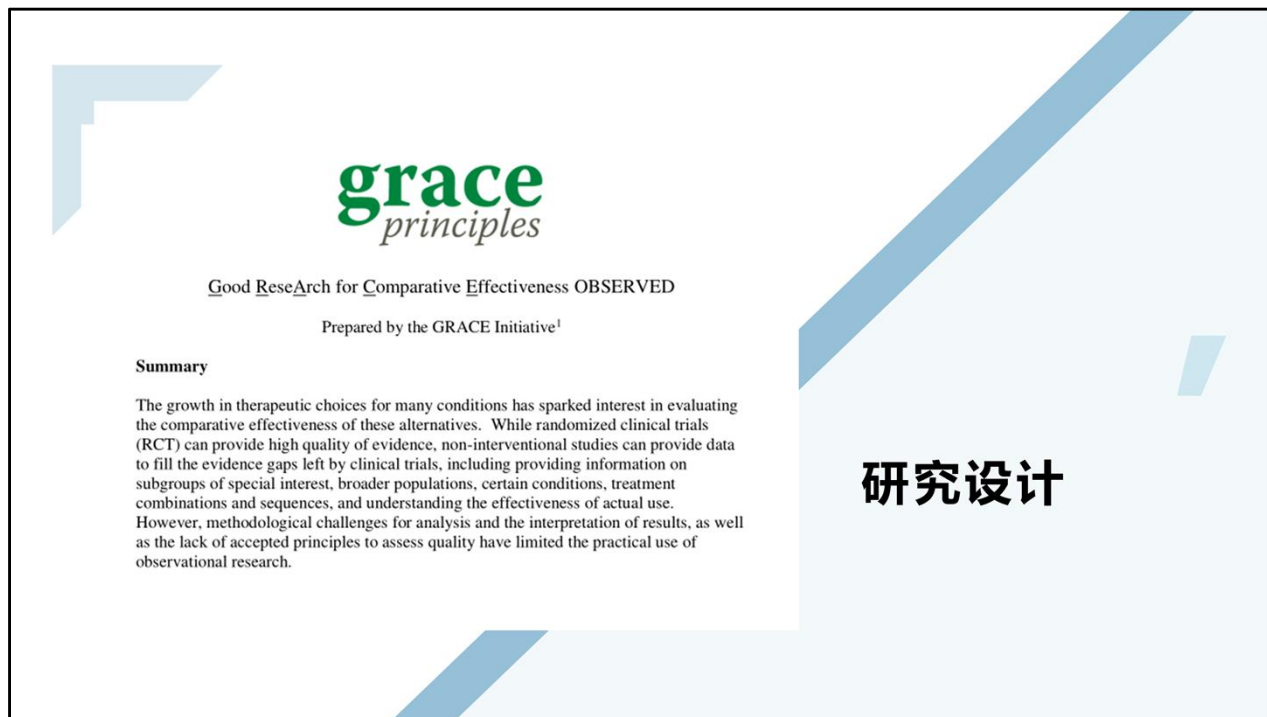 grace
principles
Good ReseArch for Comparative Effectiveness OBSERVED
Prepared by the GRACE Initiative1
Summary
The growth in therapeutic choices for many conditions has sparked interest in evaluating
the comparative effectiveness of these alternatives. While randomized clinical trials
(RCT) can provide high quality of evidence, non-interventional studies can provide data
to fill the evidence gaps left by clinical trials, including providing information on
subgroups of special interest, broader populations, certain conditions, treatment
combinations and sequences, and understanding the effectiveness of actual use.
However, methodological challenges for analysis and the interpretation of results, as well
as the lack of accepted principles to assess quality have limited the practical use of
observational research.
研究设计